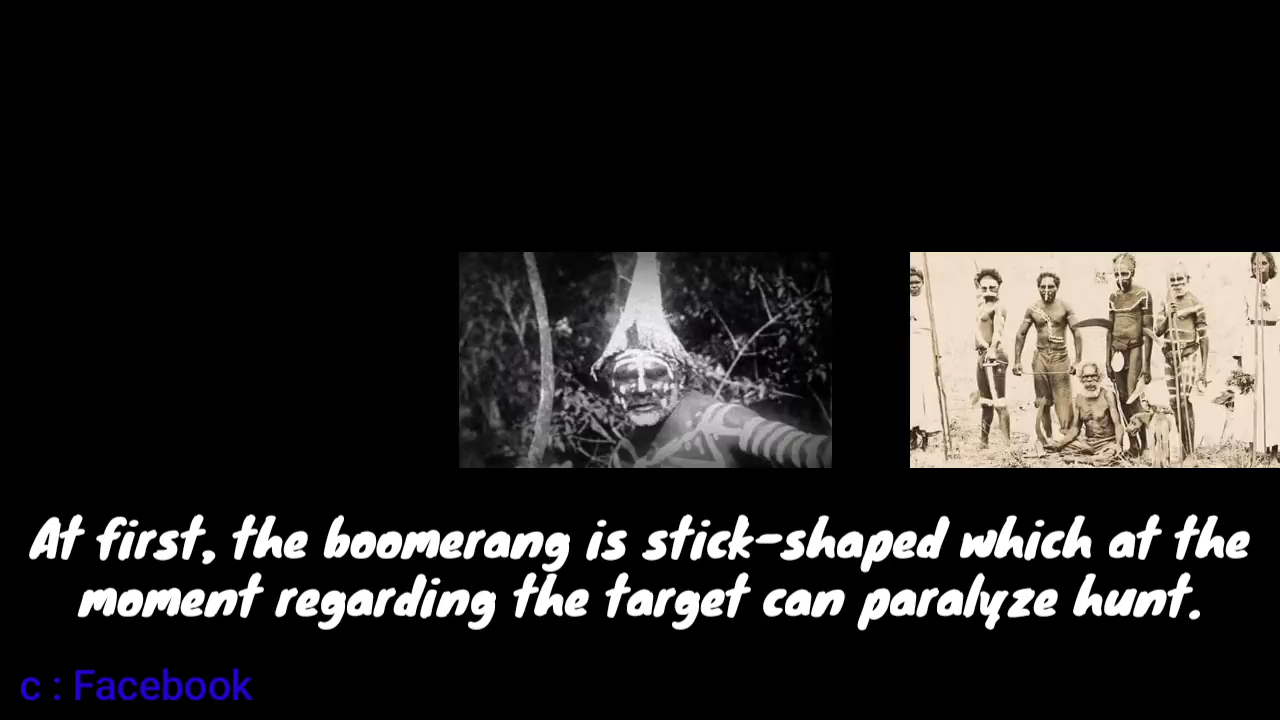 At first, the boomerang is stick-shaped which at the
moment regarding the target can paralyze hunt.
c : Facebook